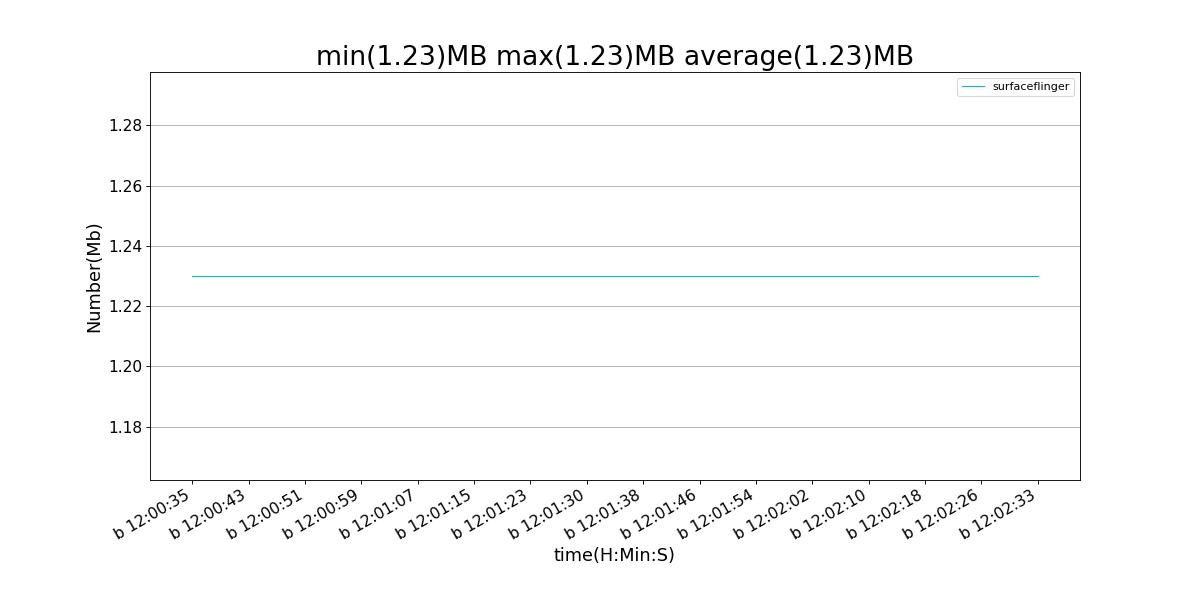 min(1.23)MB max(1.23)MB average(1.23)MB
surfaceflinger
1.28
1.26
1.24
1.22
1.20
1.18
Number(Mb)
b 12:00:35
b 12:00:43
b 12:00:51
b 12:00:59
b 12:01:07
b 12:01:15
b 12:01:23
b 12:01:30
b 12:01:38
b 12:01:46
b 12:01:54
b 12:02:02
b 12:02:10
b 12:02:18
b 12:02:26
b 12:02:33
time(H:Min:S)